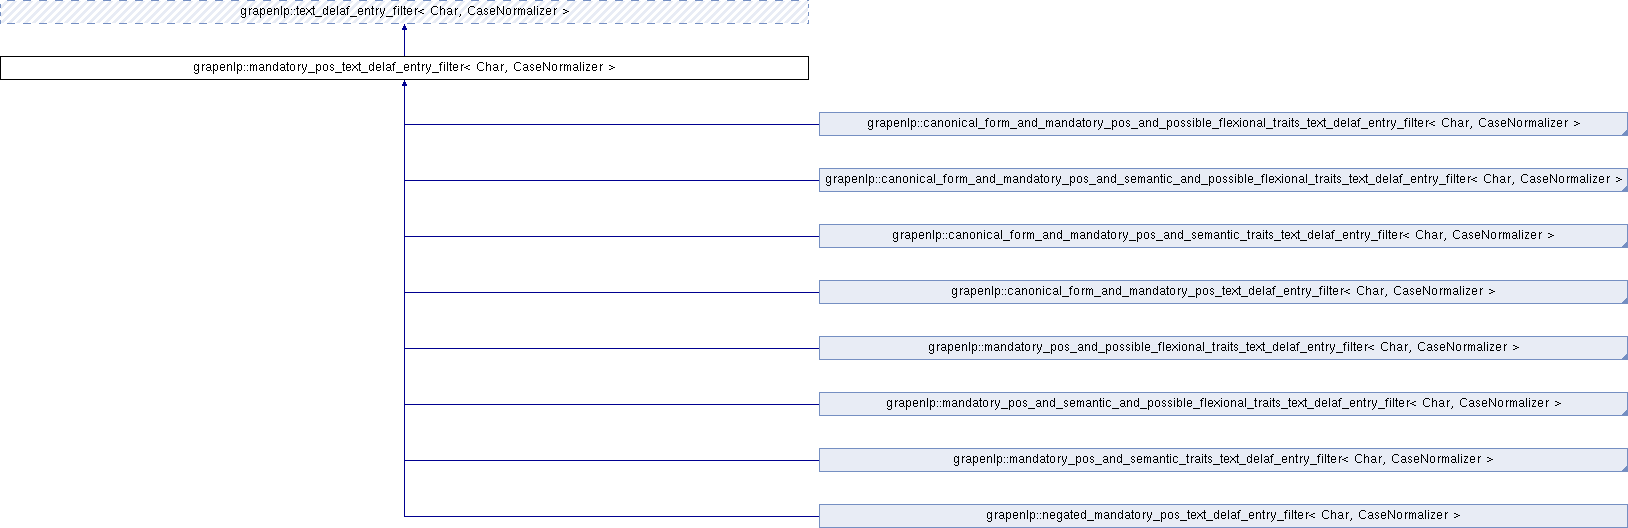 grapenlp::text_delaf_entry_filter< Char, CaseNormalizer >
grapenlp::mandatory_pos_text_delaf_entry_filter< Char, CaseNormalizer >
grapenlp::canonical_form_and_mandatory_pos_and_possible_flexional_traits_text_delaf_entry_filter< Char, CaseNormalizer >
grapenlp::canonical_form_and_mandatory_pos_and_semantic_and_possible_flexional_traits_text_delaf_entry_filter< Char, CaseNormalizer >
grapenlp::canonical_form_and_mandatory_pos_and_semantic_traits_text_delaf_entry_filter< Char, CaseNormalizer >
grapenlp::canonical_form_and_mandatory_pos_text_delaf_entry_filter< Char, CaseNormalizer >
grapenlp::mandatory_pos_and_possible_flexional_traits_text_delaf_entry_filter< Char, CaseNormalizer >
grapenlp::mandatory_pos_and_semantic_and_possible_flexional_traits_text_delaf_entry_filter< Char, CaseNormalizer >
grapenlp::mandatory_pos_and_semantic_traits_text_delaf_entry_filter< Char, CaseNormalizer >
grapenlp::negated_mandatory_pos_text_delaf_entry_filter< Char, CaseNormalizer >